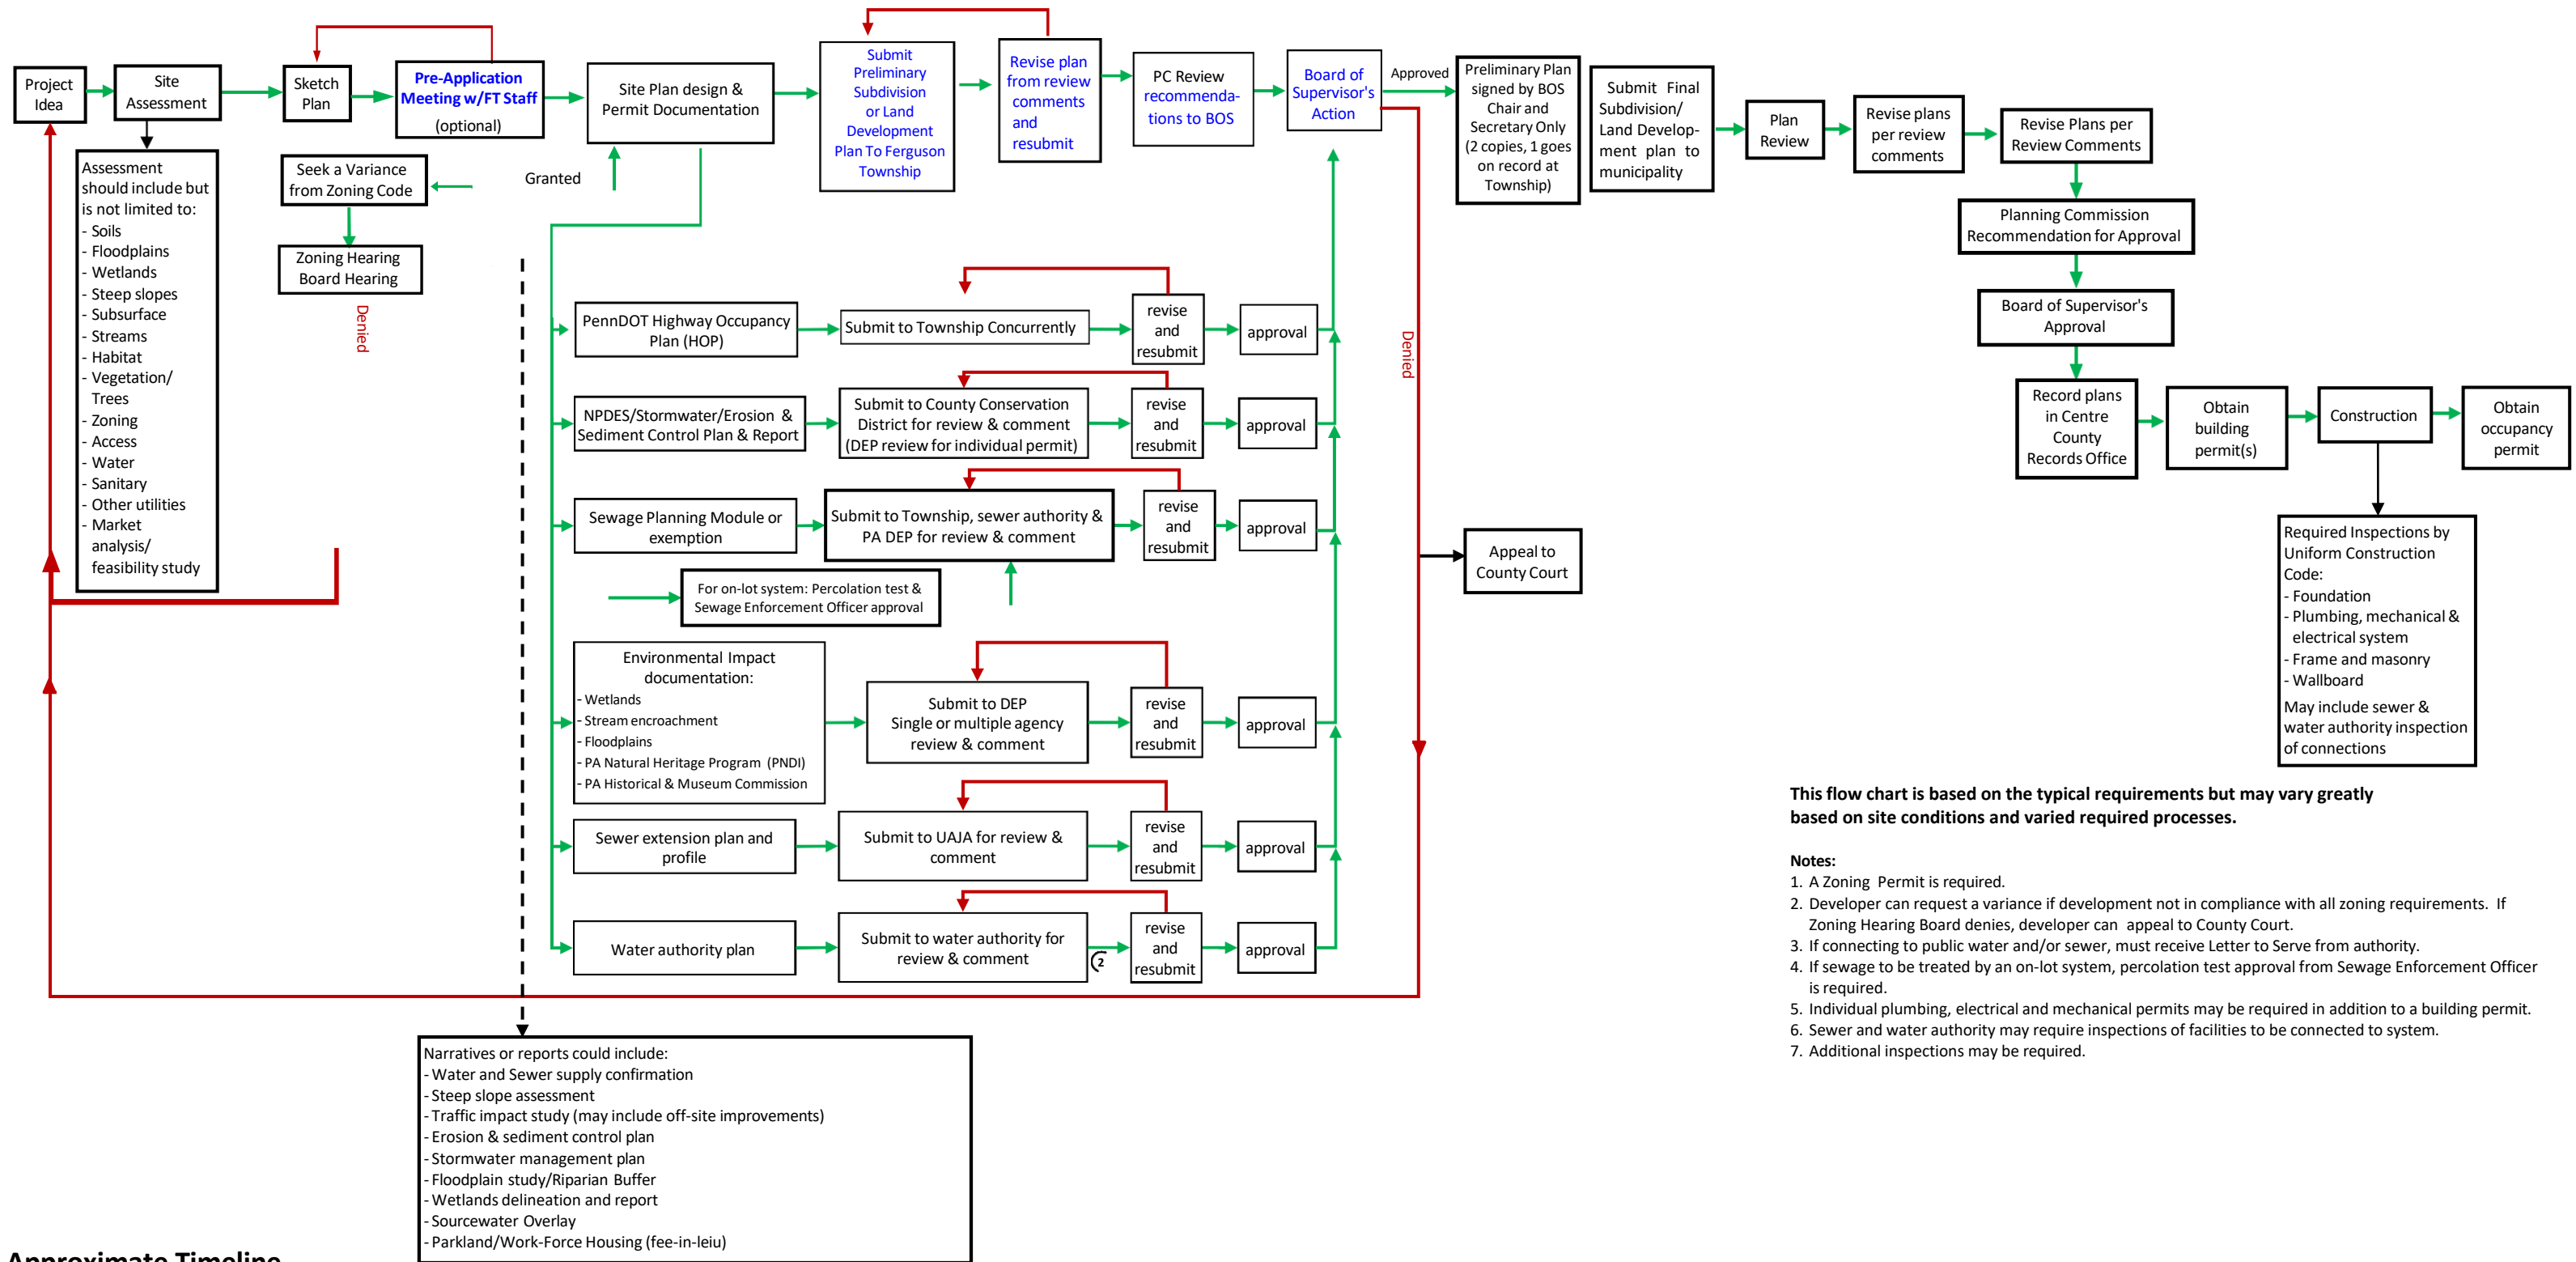 Project
Idea
Site
Assessment
Sketch
Plan
Pre-Application
Meeting w/FT Staff
(optional)
Site Plan design &
Permit Documentation
Submit
Preliminary
Subdivision
or Land
Development
Plan To Ferguson
Township
Revise plan
from review
comments
and
resubmit
PC Review
recommenda-
tions to BOS
Board of
Supervisor's
Action
Approved
Preliminary Plan
signed by BOS
Chair and
Secretary Only
(2 copies, 1 goes
on record at
Township)
Submit Final
Subdivision/
Land Develop-
ment plan to
municipality
Plan
Review
Revise plans
per review
comments
Revise Plans per
Review Comments
Planning Commission
Recommendation for Approval
Board of Supervisor's
Approval
Record plans
in Centre
County
Records Office
Obtain
building
permit(s)
Construction
Obtain
occupancy
permit
Required Inspections by
Uniform Construction
Code:
- Foundation
- Plumbing, mechanical &
electrical system
- Frame and masonry
- Wallboard
May include sewer &
water authority inspection
of connections
Assessment
should include but
is not limited to:
- Soils
- Floodplains
- Wetlands
- Steep slopes
- Subsurface
- Streams
- Habitat
- Vegetation/
Trees
- Zoning
- Access
- Water
- Sanitary
- Other utilities
- Market
analysis/
feasibility study
Seek a Variance
from Zoning Code
Granted
Zoning Hearing
Board Hearing
Denied
PennDOT Highway Occupancy
Plan (HOP)
Submit to Township Concurrently
revise
and
resubmit
approval
NPDES/Stormwater/Erosion &
Sediment Control Plan & Report
Submit to County Conservation
District for review & comment
(DEP review for individual permit)
revise
and
resubmit
approval
Sewage Planning Module or
exemption
Submit to Township, sewer authority &
PA DEP for review & comment
revise
and
resubmit
approval
For on-lot system: Percolation test &
Sewage Enforcement Officer approval
Environmental Impact
documentation:
- Wetlands
- Stream encroachment
- Floodplains
- PA Natural Heritage Program (PNDI)
- PA Historical & Museum Commission
Submit to DEP
Single or multiple agency
review & comment
revise
and
resubmit
approval
Sewer extension plan and
profile
Submit to UAJA for review &
comment
revise
and
resubmit
approval
Water authority plan
Submit to water authority for
review & comment
2
revise
and
resubmit
approval
Denied
Appeal to
County Court
Narratives or reports could include:
- Water and Sewer supply confirmation
- Steep slope assessment
- Traffic impact study (may include off-site improvements)
- Erosion & sediment control plan
- Stormwater management plan
- Floodplain study/Riparian Buffer
- Wetlands delineation and report
- Sourcewater Overlay
- Parkland/Work-Force Housing (fee-in-leiu)
This flow chart is based on the typical requirements but may vary greatly
based on site conditions and varied required processes.
Notes:
1. A Zoning Permit is required.
2. Developer can request a variance if development not in compliance with all zoning requirements. If
Zoning Hearing Board denies, developer can appeal to County Court.
3. If connecting to public water and/or sewer, must receive Letter to Serve from authority.
4. If sewage to be treated by an on-lot system, percolation test approval from Sewage Enforcement Officer
is required.
5. Individual plumbing, electrical and mechanical permits may be required in addition to a building permit.
6. Sewer and water authority may require inspections of facilities to be connected to system.
7. Additional inspections may be required.
Approximate Timeline